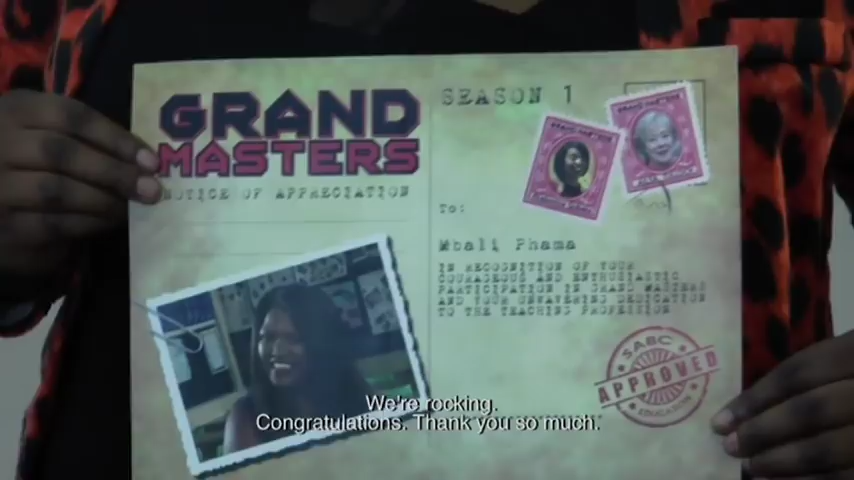 GRAND
MASTERS
NOTICE OF APPRECIATION
SEASON 1
To:
Mbali Phama
IN RECOGNITION OF YOUR
COURAGEOUS AND ENTHUSIASTIC
PARTICIPATION IN GRAND MASTERS
AND YOUR UNWAVERING DEDICATION
TO THE TEACHING PROFESSION
SABC
APPROVED
EDUCATION
We're rocking.
Congratulations. Thank you so much.